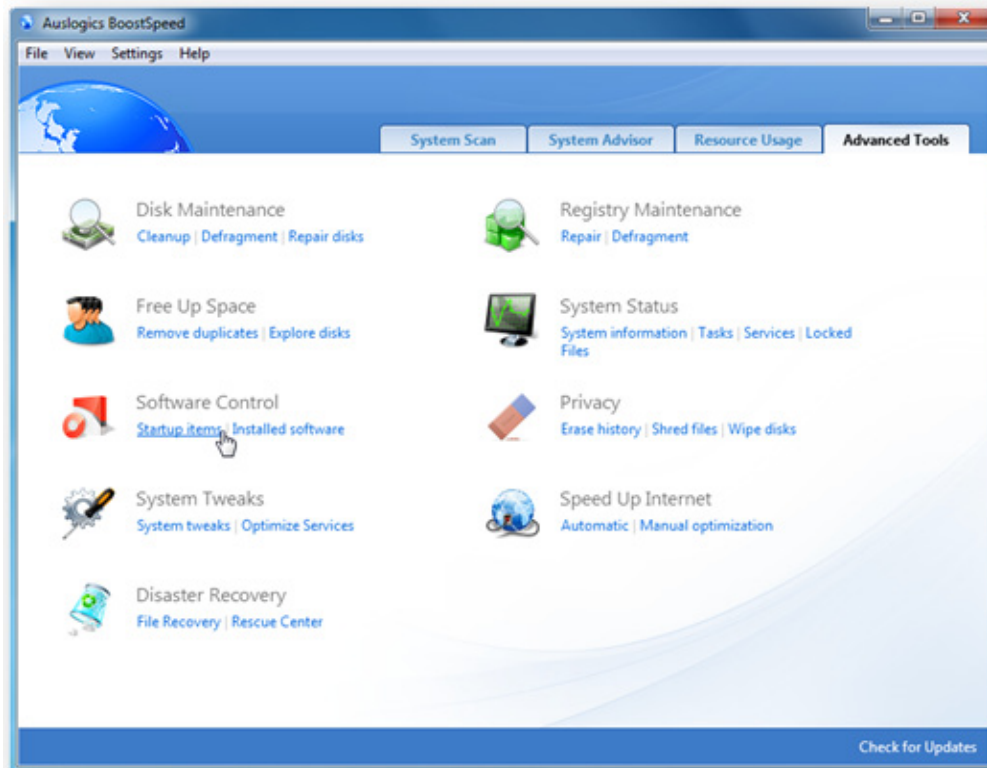 Auslogics BoostSpeed
File View Settings Help
System Scan System Advisor Resource Usage Advanced Tools
Disk Maintenance
Cleanup | Defragment | Repair disks
Registry Maintenance
Repair | Defragment
Free Up Space
Remove duplicates | Explore disks
System Status
System information | Tasks | Services | Locked
Files
Software Control
Startup items | Installed software
Privacy
Erase history | Shred files | Wipe disks
System Tweaks
System tweaks | Optimize Services
Speed Up Internet
Automatic | Manual optimization
Disaster Recovery
File Recovery | Rescue Center
Check for Updates